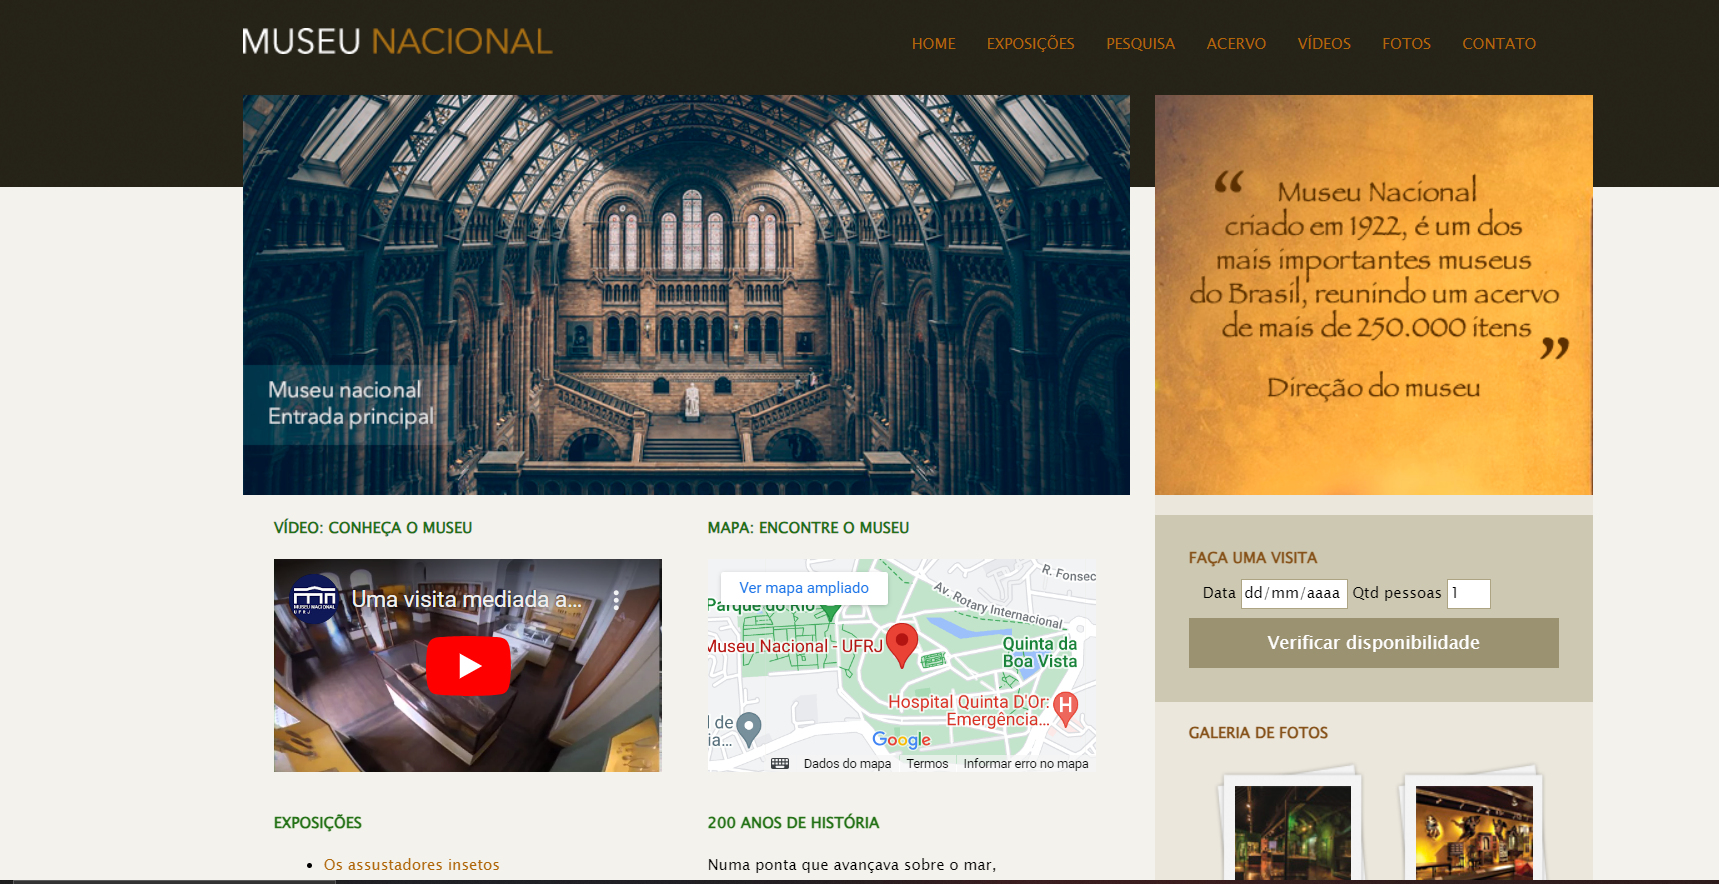 MUSEU NACIONAL
HOME EXPOSIÇÕES PESQUISA ACERVO VÍDEOS FOTOS CONTATO
Museu nacional
Entrada principal
“ Museu Nacional
criado em 1922, é um dos
mais importantes museus
do Brasil, reunindo um acervo
de mais de 250.000 itens ”
Direção do museu
VÍDEO: CONHEÇA O MUSEU
MUSEU NACIONAL
UFRJ
Uma visita mediada a...
MAPA: ENCONTRE O MUSEU
Ver mapa ampliado
R. Fonsec
Av. Rotary Internacional
Parque do Rio
Museu Nacional - UFRJ
Quinta da
Boa Vista
Hospital Quinta D'Or:
Emergência...
H
l de
ia...
Google
Dados do mapa Termos Informar erro no mapa
FAÇA UMA VISITA
Data dd/mm/aaaa Qtd pessoas 1
Verificar disponibilidade
GALERIA DE FOTOS
EXPOSIÇÕES
• Os assustadores insetos
200 ANOS DE HISTÓRIA
Numa ponta que avançava sobre o mar,